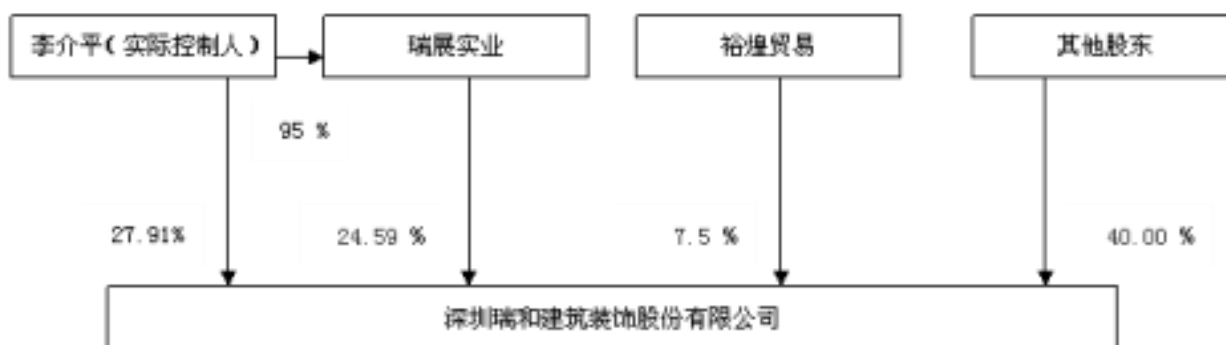 李介平(实际控制人)
瑞展实业
裕煌贸易
其他股东
95 %
27.91%
24.59 %
7.5 %
40.00 %
深圳瑞和建筑装饰股份有限公司